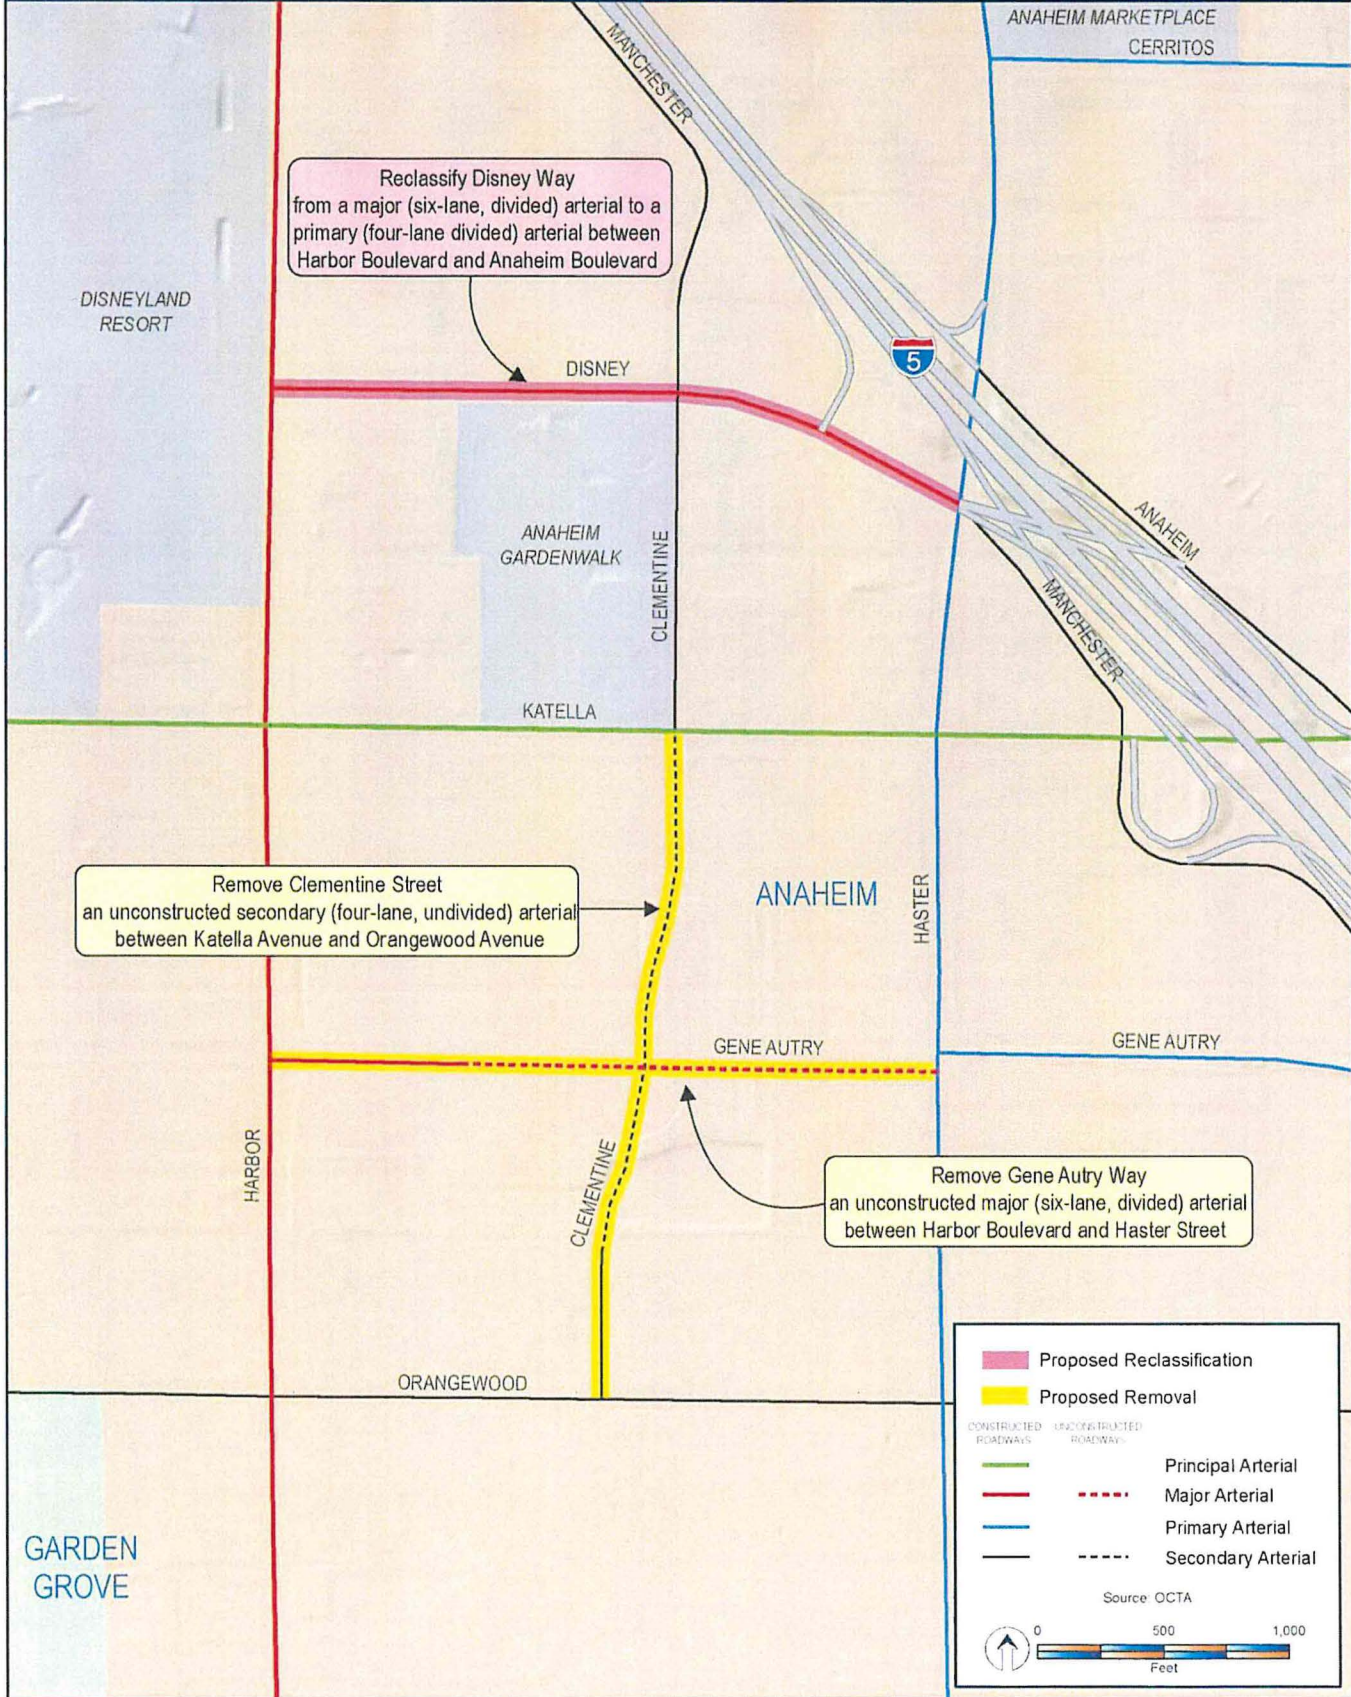 ANAHEIM MARKETPLACE
CERRITOS
MANCHESTER
Reclassify Disney Way
from a major (six-lane, divided) arterial to a
primary (four-lane divided) arterial between
Harbor Boulevard and Anaheim Boulevard
DISNEYLAND
RESORT
5
DISNEY
ANAHEIM
GARDENWALK
CLEMENTINE
ANAHEIM
MANCHESTER
KATELLA
Remove Clementine Street
an unconstructed secondary (four-lane, undivided) arterial
between Katella Avenue and Orangewood Avenue
ANAHEIM
HASTER
GENE AUTRY
GENE AUTRY
HARBOR
CLEMENTINE
Remove Gene Autry Way
an unconstructed major (six-lane, divided) arterial
between Harbor Boulevard and Haster Street
ORANGEWOOD
GARDEN
GROVE
Proposed Reclassification
Proposed Removal
CONSTRUCTED
ROADWAYS
UNCONSTRUCTED
ROADWAYS
Principal Arterial
Major Arterial
Primary Arterial
Secondary Arterial
Source: OCTA
0 500 1,000
Feet